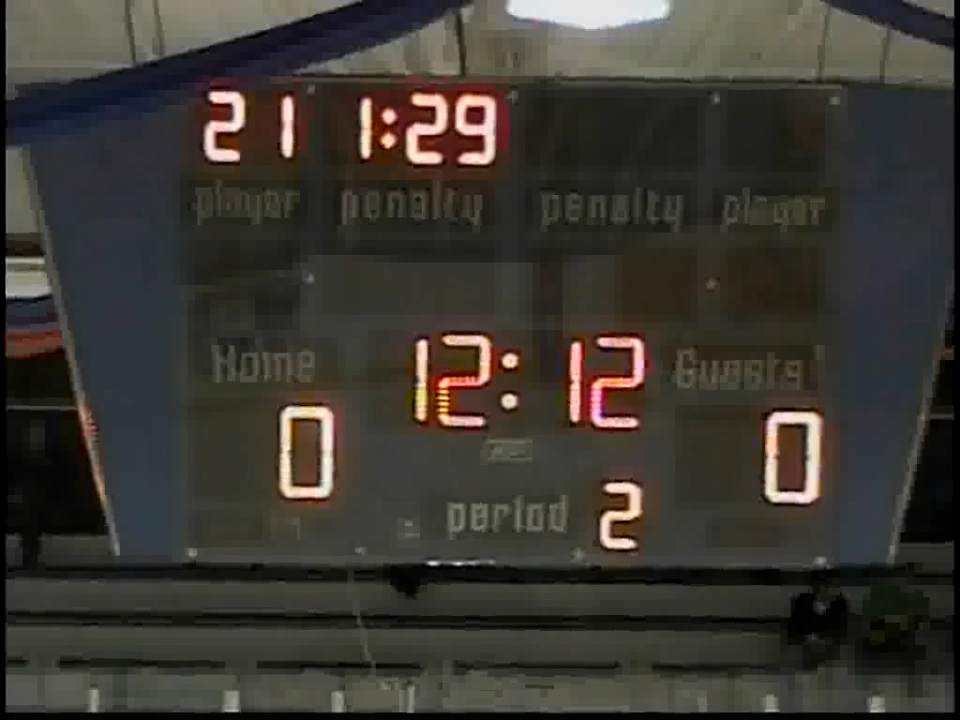 21 1:29
player penalty penalty player
Home 12:12 Guests
0 0
period 2